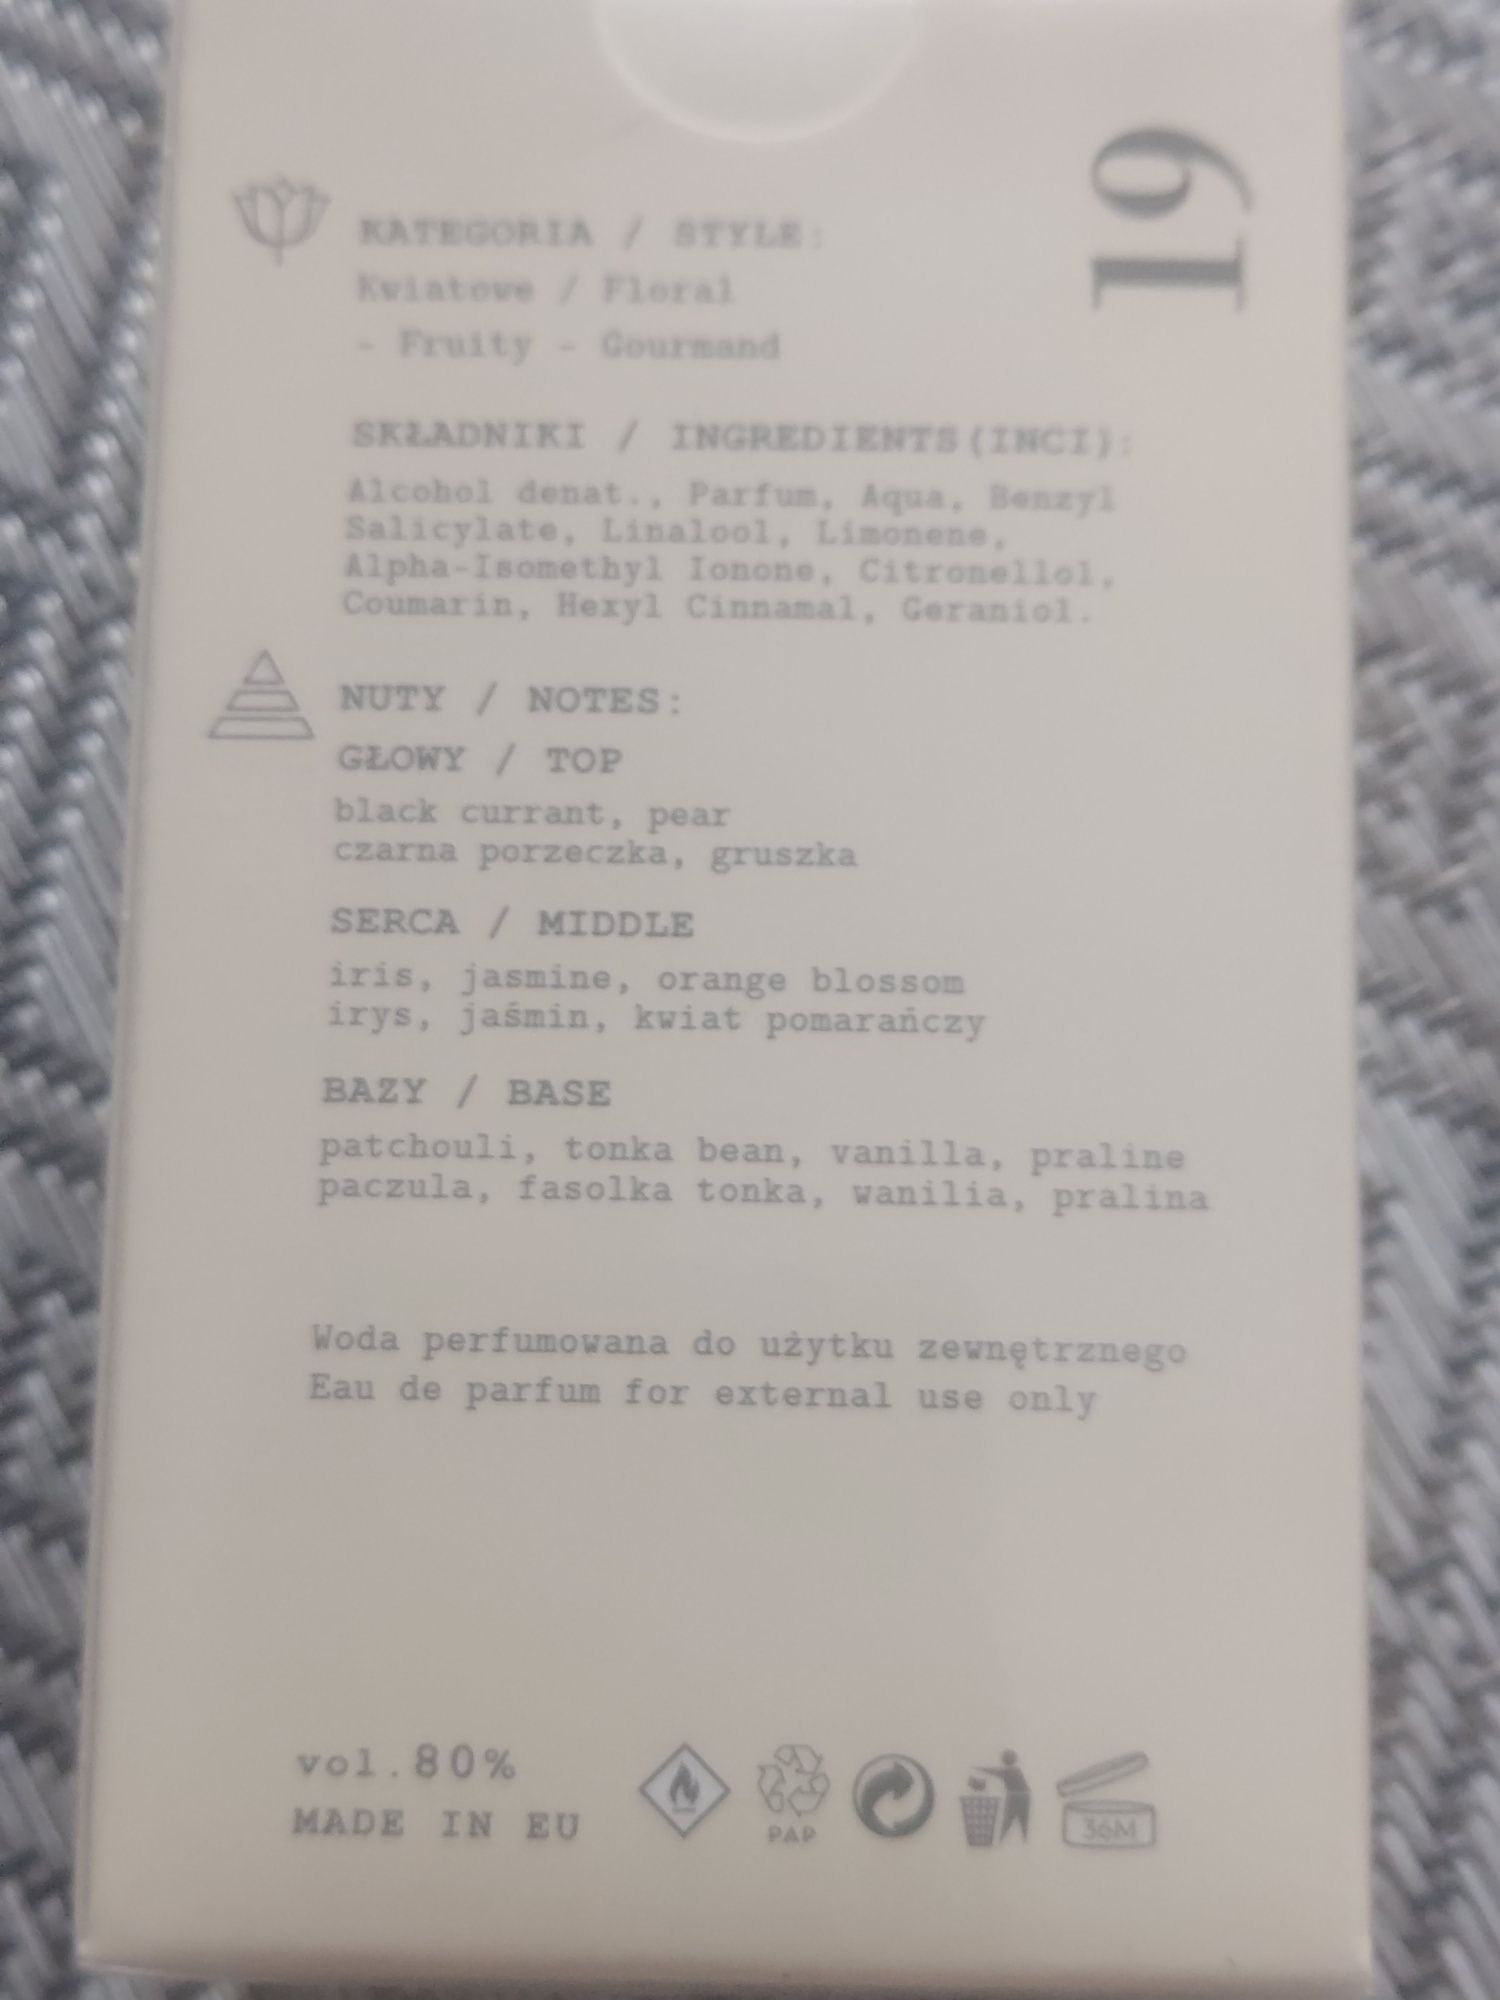 19
KATEGORIA / STYLE:
Kwiatowe / Floral
- Fruity - Gourmand
SKŁADNIKI / INGREDIENTS(INCI):
Alcohol denat., Parfum, Aqua, Benzyl
Salicylate, Linalool, Limonene,
Alpha-Isomethyl Ionone, Citronellol,
Coumarin, Hexyl Cinnamal, Geraniol.
NUTY / NOTES:
GŁOWY / TOP
black currant, pear
czarna porzeczka, gruszka
SERCA / MIDDLE
iris, jasmine, orange blossom
irys, jaśmin, kwiat pomarańczy
BAZY / BASE
patchouli, tonka bean, vanilla, praline
paczula, fasolka tonka, wanilia, pralina
Woda perfumowana do użytku zewnętrznego
Eau de parfum for external use only
vol.80%
MADE IN EU
PAP
36M